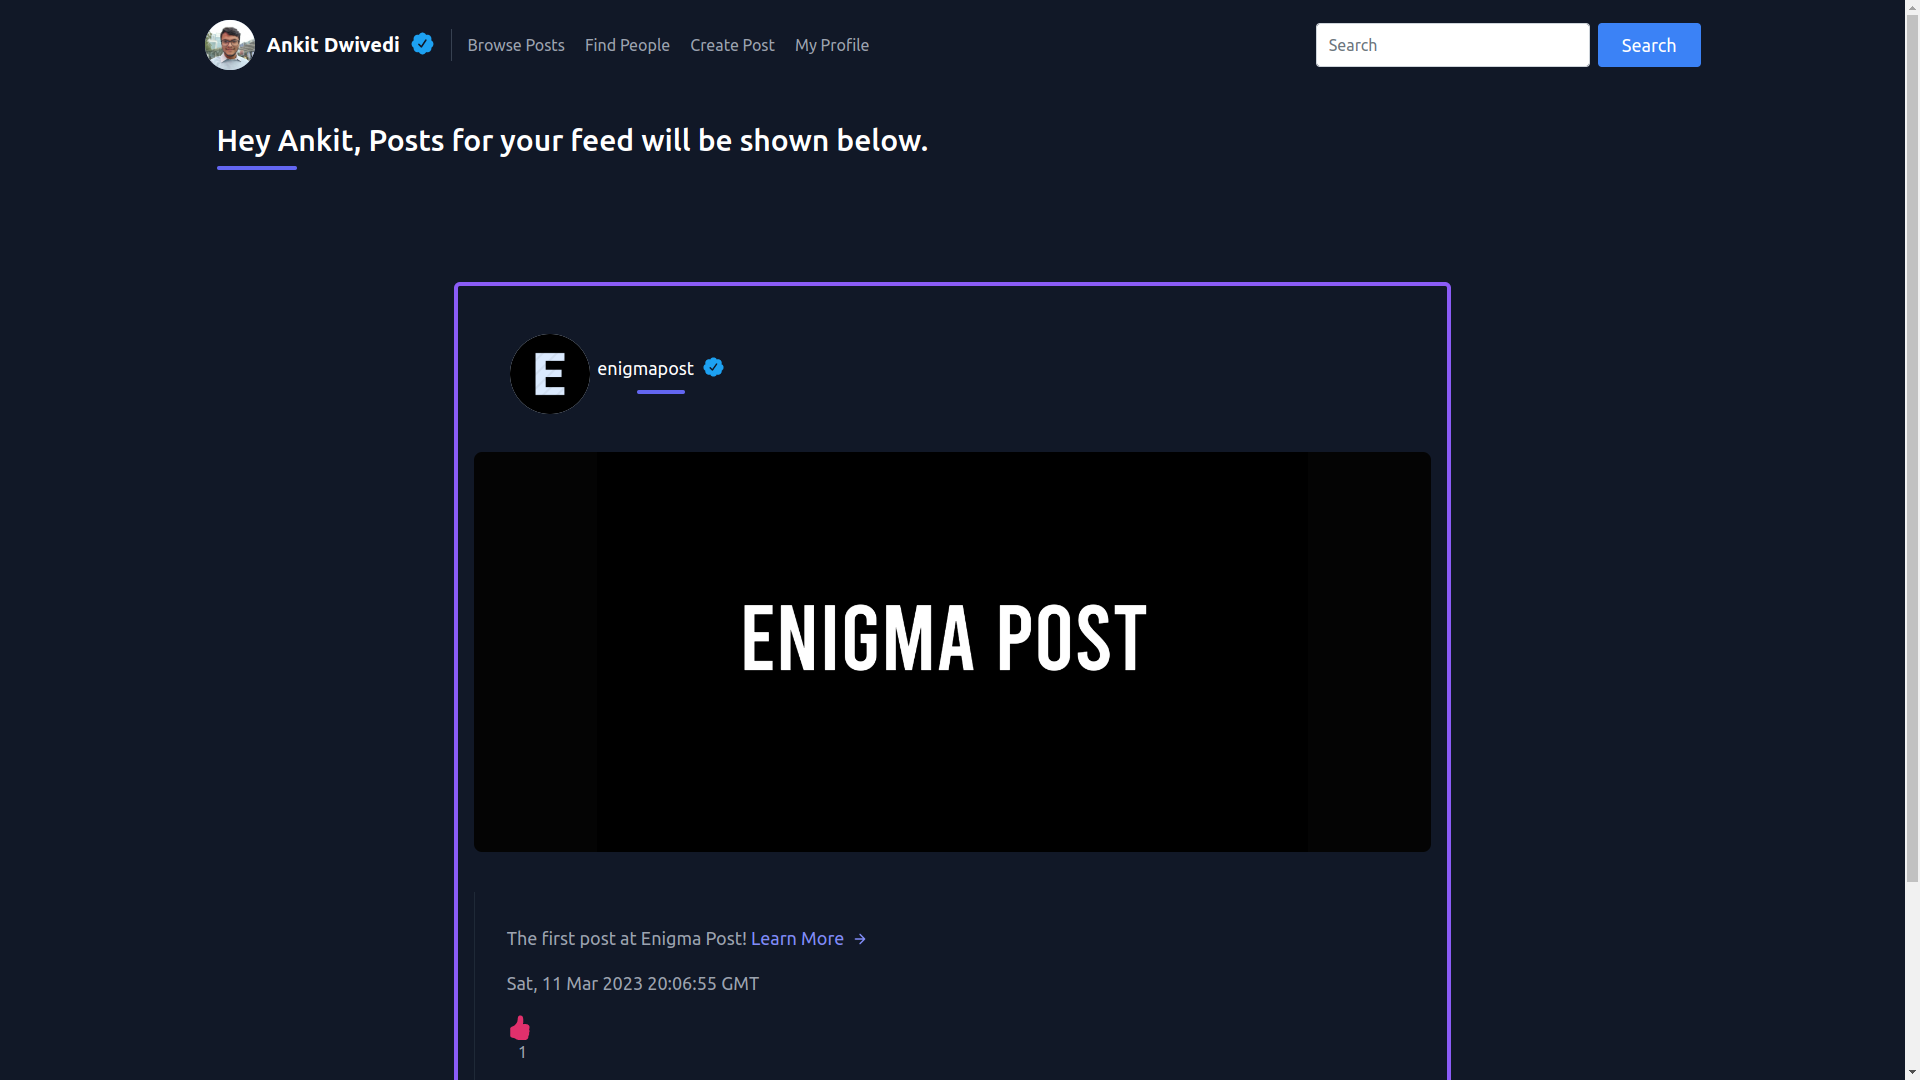 Ankit Dwivedi Browse Posts Find People Create Post My Profile Search Search
Hey Ankit, Posts for your feed will be shown below.
E
enigmapost
ENIGMA POST
The first post at Enigma Post! Learn More →
Sat, 11 Mar 2023 20:06:55 GMT
1